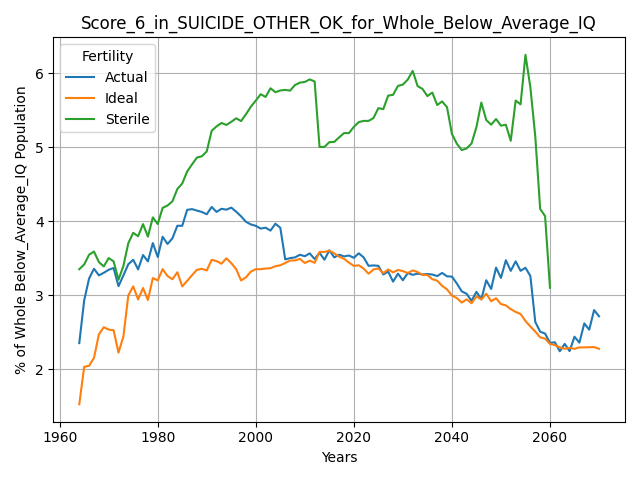 Score_6_in_SUICIDE_OTHER_OK_for_Whole_Below_Average_IQ
Fertility
Actual
Ideal
Sterile
% of Whole Below_Average_IQ Population
6
5
4
3
2
1960
1980
2000
2020
2040
2060
Years